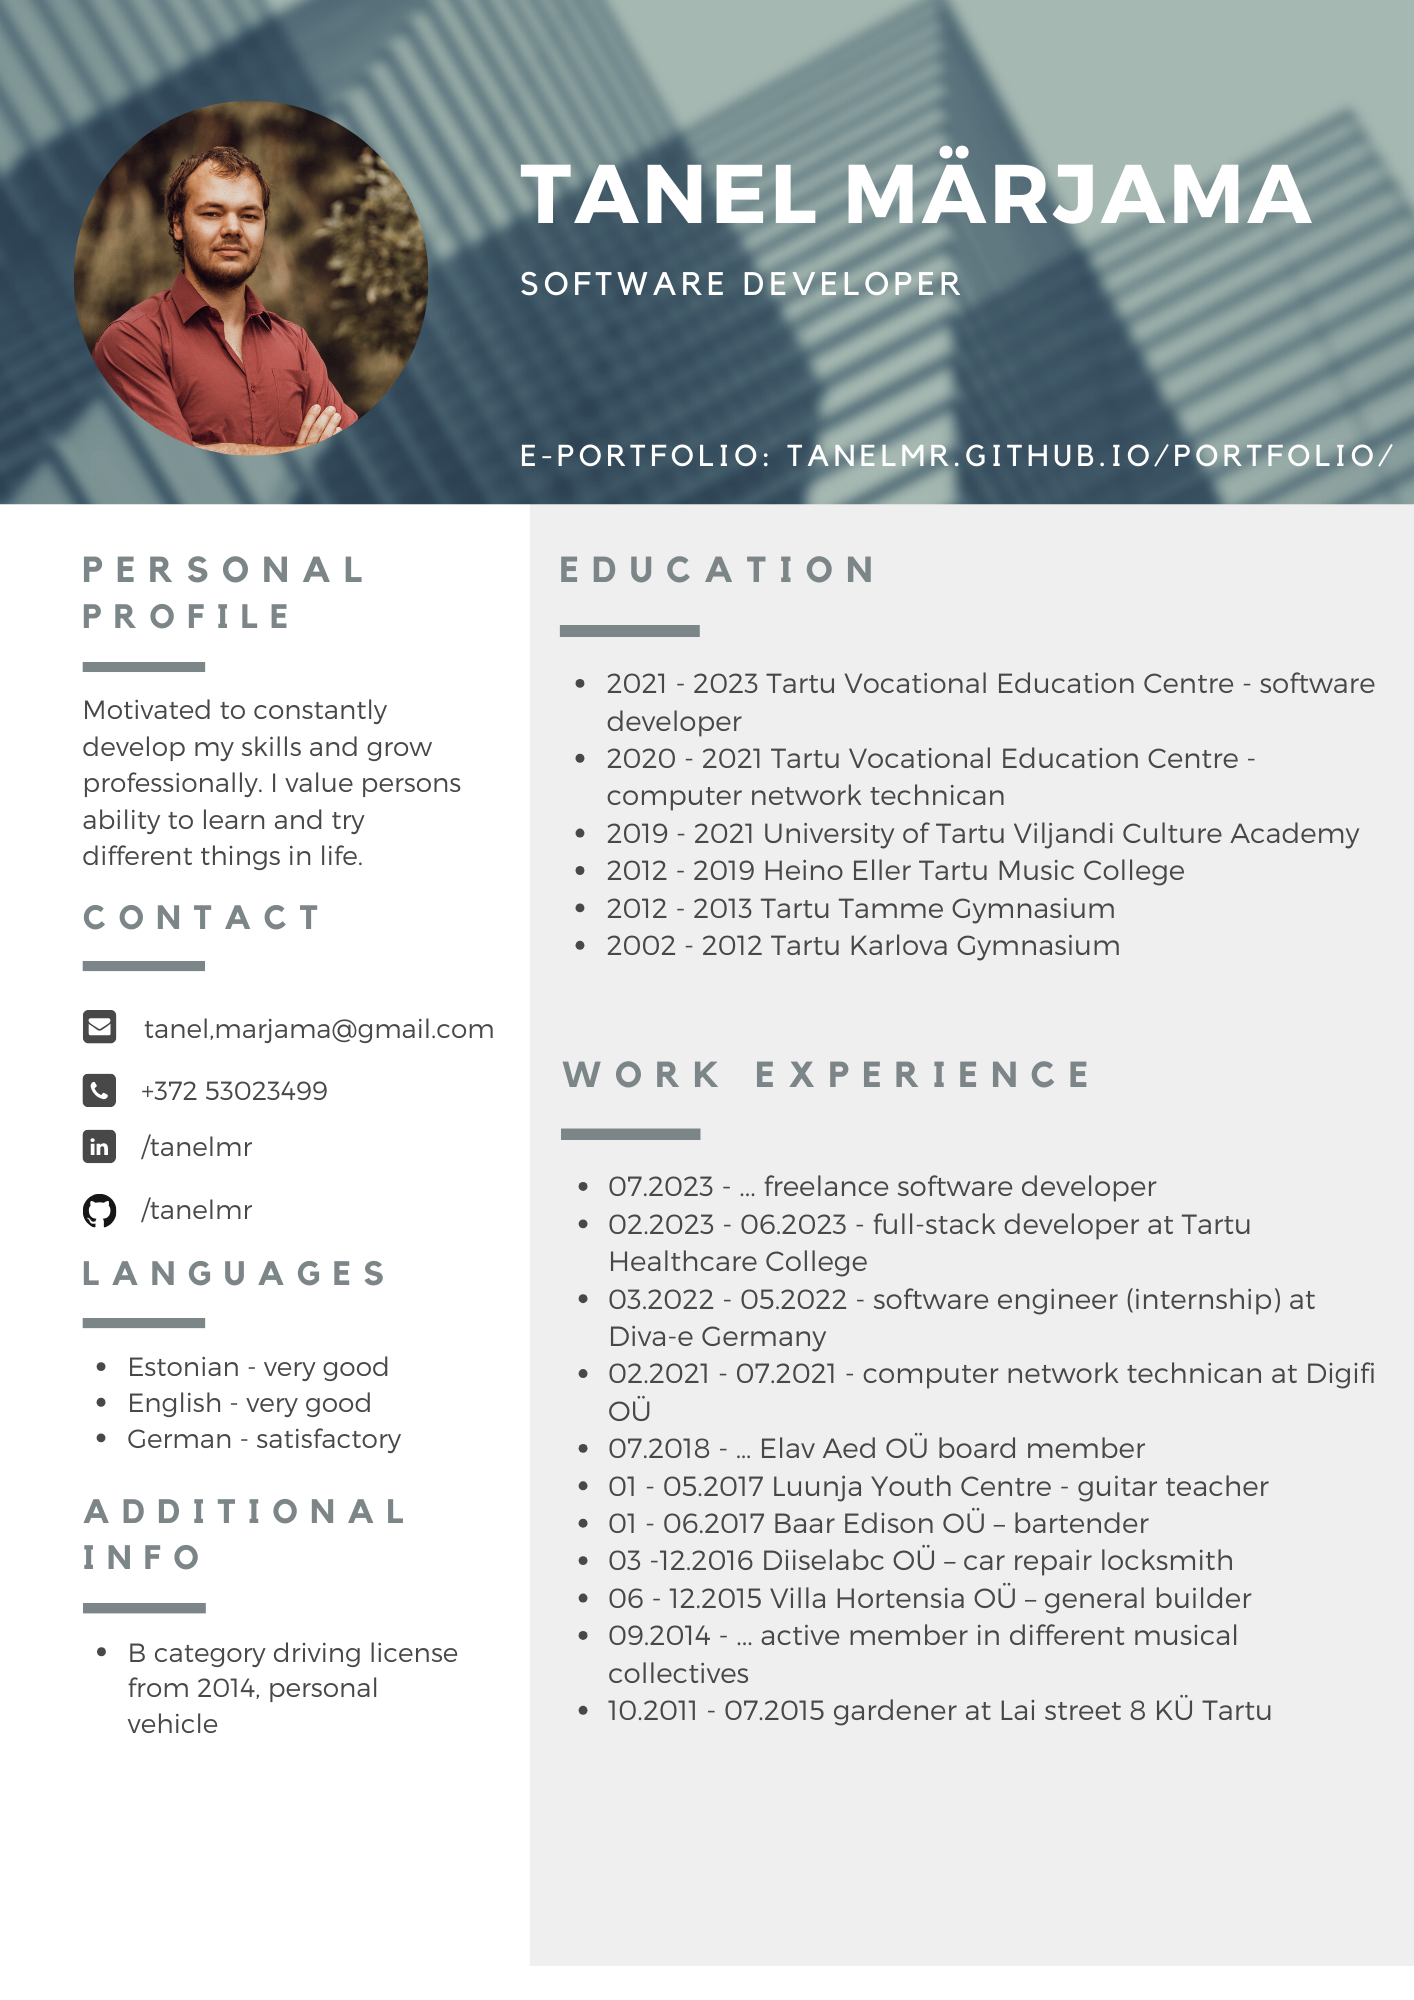 TANEL MÄRJAMA
SOFTWARE DEVELOPER
E-PORTFOLIO: TANELMR.GITHUB.IO/PORTFOLIO/
PERSONAL
PROFILE
Motivated to constantly
develop my skills and grow
professionally. I value persons
ability to learn and try
different things in life.
CONTACT
tanel,marjama@gmail.com
+372 53023499
in
/tanelmr
/tanelmr
LANGUAGES
• Estonian - very good
• English - very good
• German - satisfactory
ADDITIONAL
INFO
• B category driving license
from 2014, personal
vehicle
EDUCATION
• 2021 - 2023 Tartu Vocational Education Centre - software
developer
• 2020 - 2021 Tartu Vocational Education Centre -
computer network technican
• 2019 - 2021 University of Tartu Viljandi Culture Academy
• 2012 - 2019 Heino Eller Tartu Music College
• 2012 - 2013 Tartu Tamme Gymnasium
• 2002 - 2012 Tartu Karlova Gymnasium
WORK EXPERIENCE
• 07.2023 - ... freelance software developer
• 02.2023 - 06.2023 - full-stack developer at Tartu
Healthcare College
• 03.2022 - 05.2022 - software engineer (internship) at
Diva-e Germany
• 02.2021 - 07.2021 - computer network technican at Digifi
OÜ
• 07.2018 - ... Elav Aed OÜ board member
• 01 - 05.2017 Luunja Youth Centre - guitar teacher
• 01 - 06.2017 Baar Edison OÜ – bartender
• 03 -12.2016 Diiselabc OÜ – car repair locksmith
• 06 - 12.2015 Villa Hortensia OÜ – general builder
• 09.2014 - ... active member in different musical
collectives
• 10.2011 - 07.2015 gardener at Lai street 8 KÜ Tartu